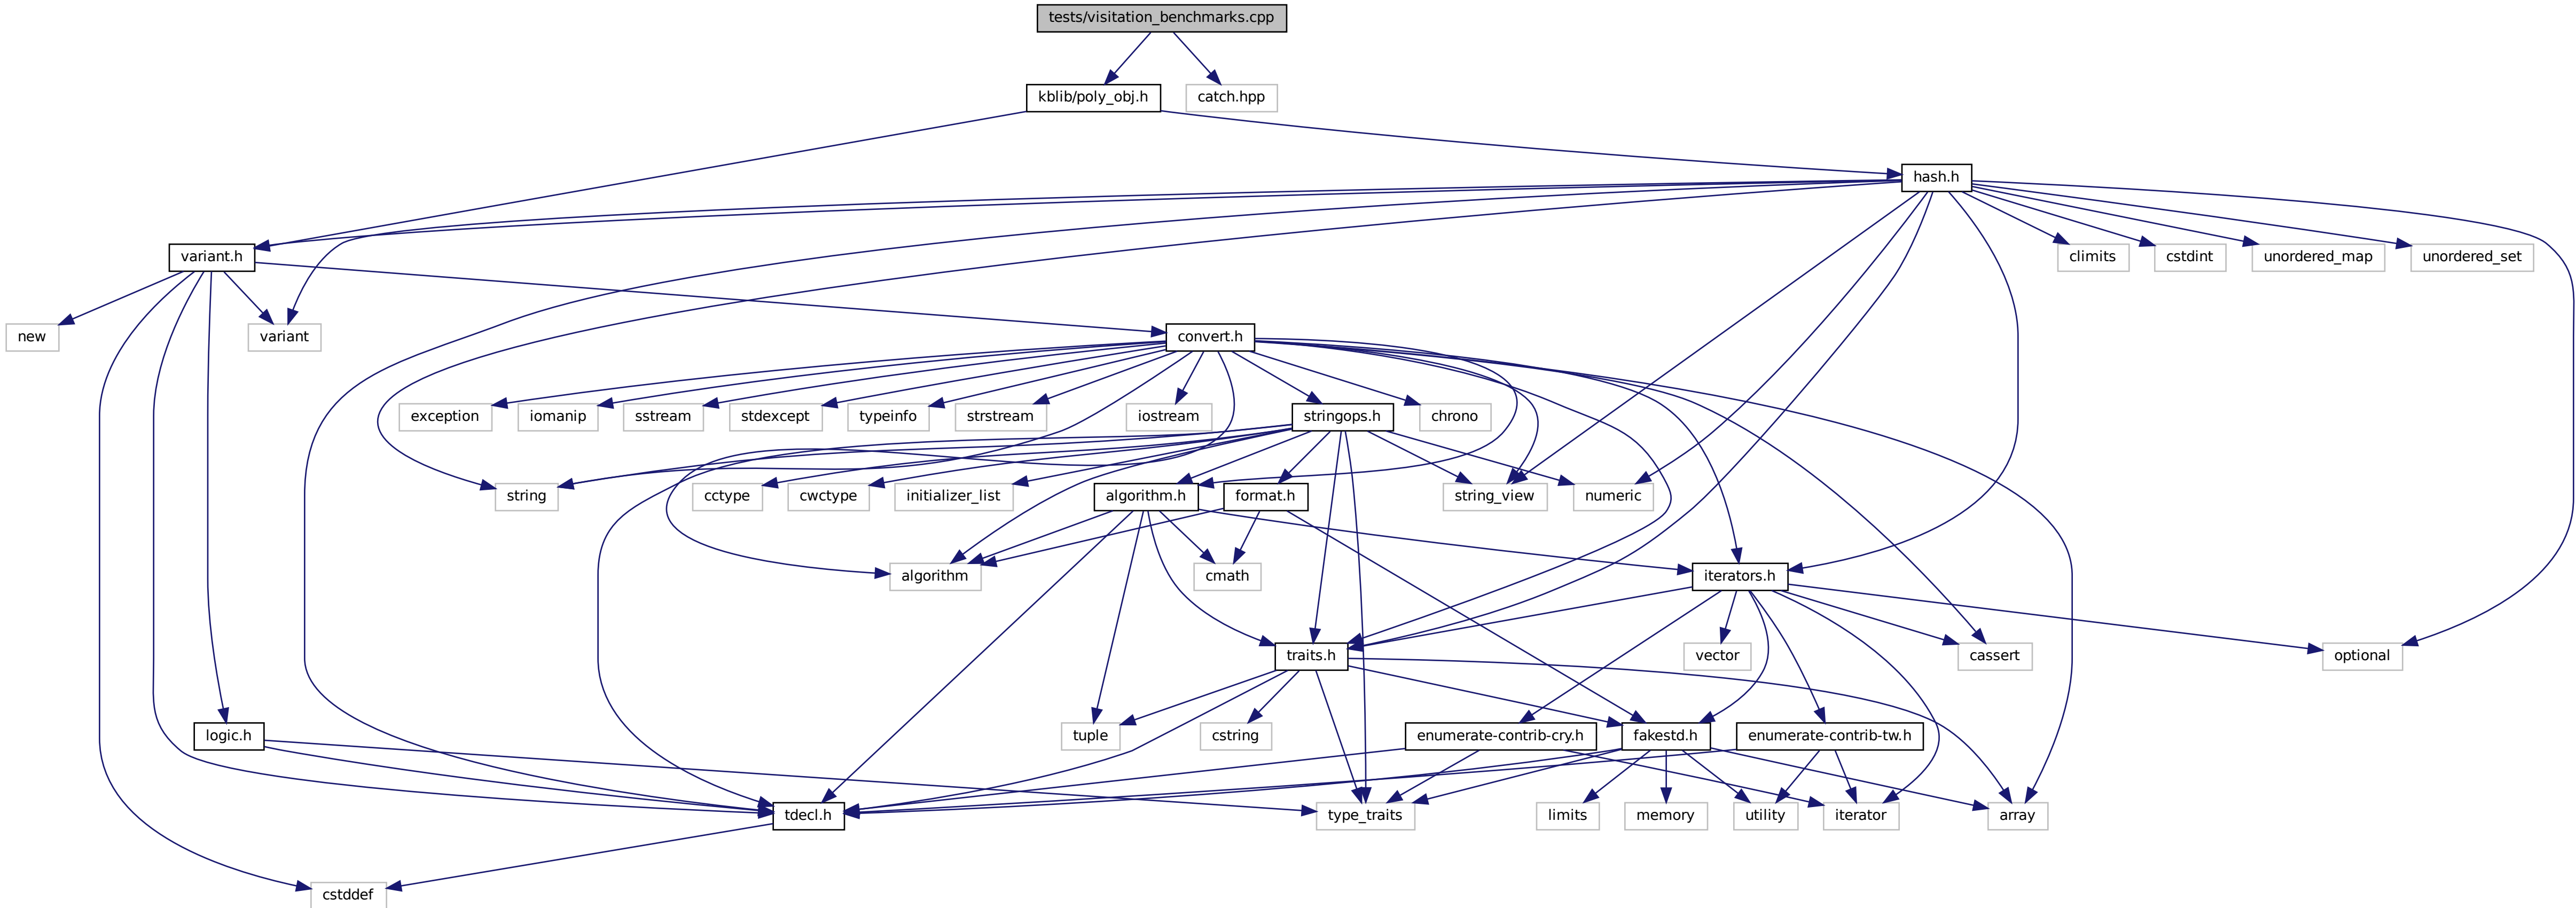 tests/visitation_benchmarks.cpp
kblib/poly_obj.h
catch.hpp
hash.h
variant.h
climits
cstdint
unordered_map
unordered_set
new
variant
convert.h
exception
iomanip
sstream
stdexcept
typeinfo
strstream
iostream
stringops.h
chrono
string
cctype
cwctype
initializer_list
algorithm.h
format.h
string_view
numeric
algorithm
cmath
iterators.h
traits.h
vector
cassert
optional
logic.h
tuple
cstring
enumerate-contrib-cry.h
fakestd.h
enumerate-contrib-tw.h
tdecl.h
type_traits
limits
memory
utility
iterator
array
cstddef